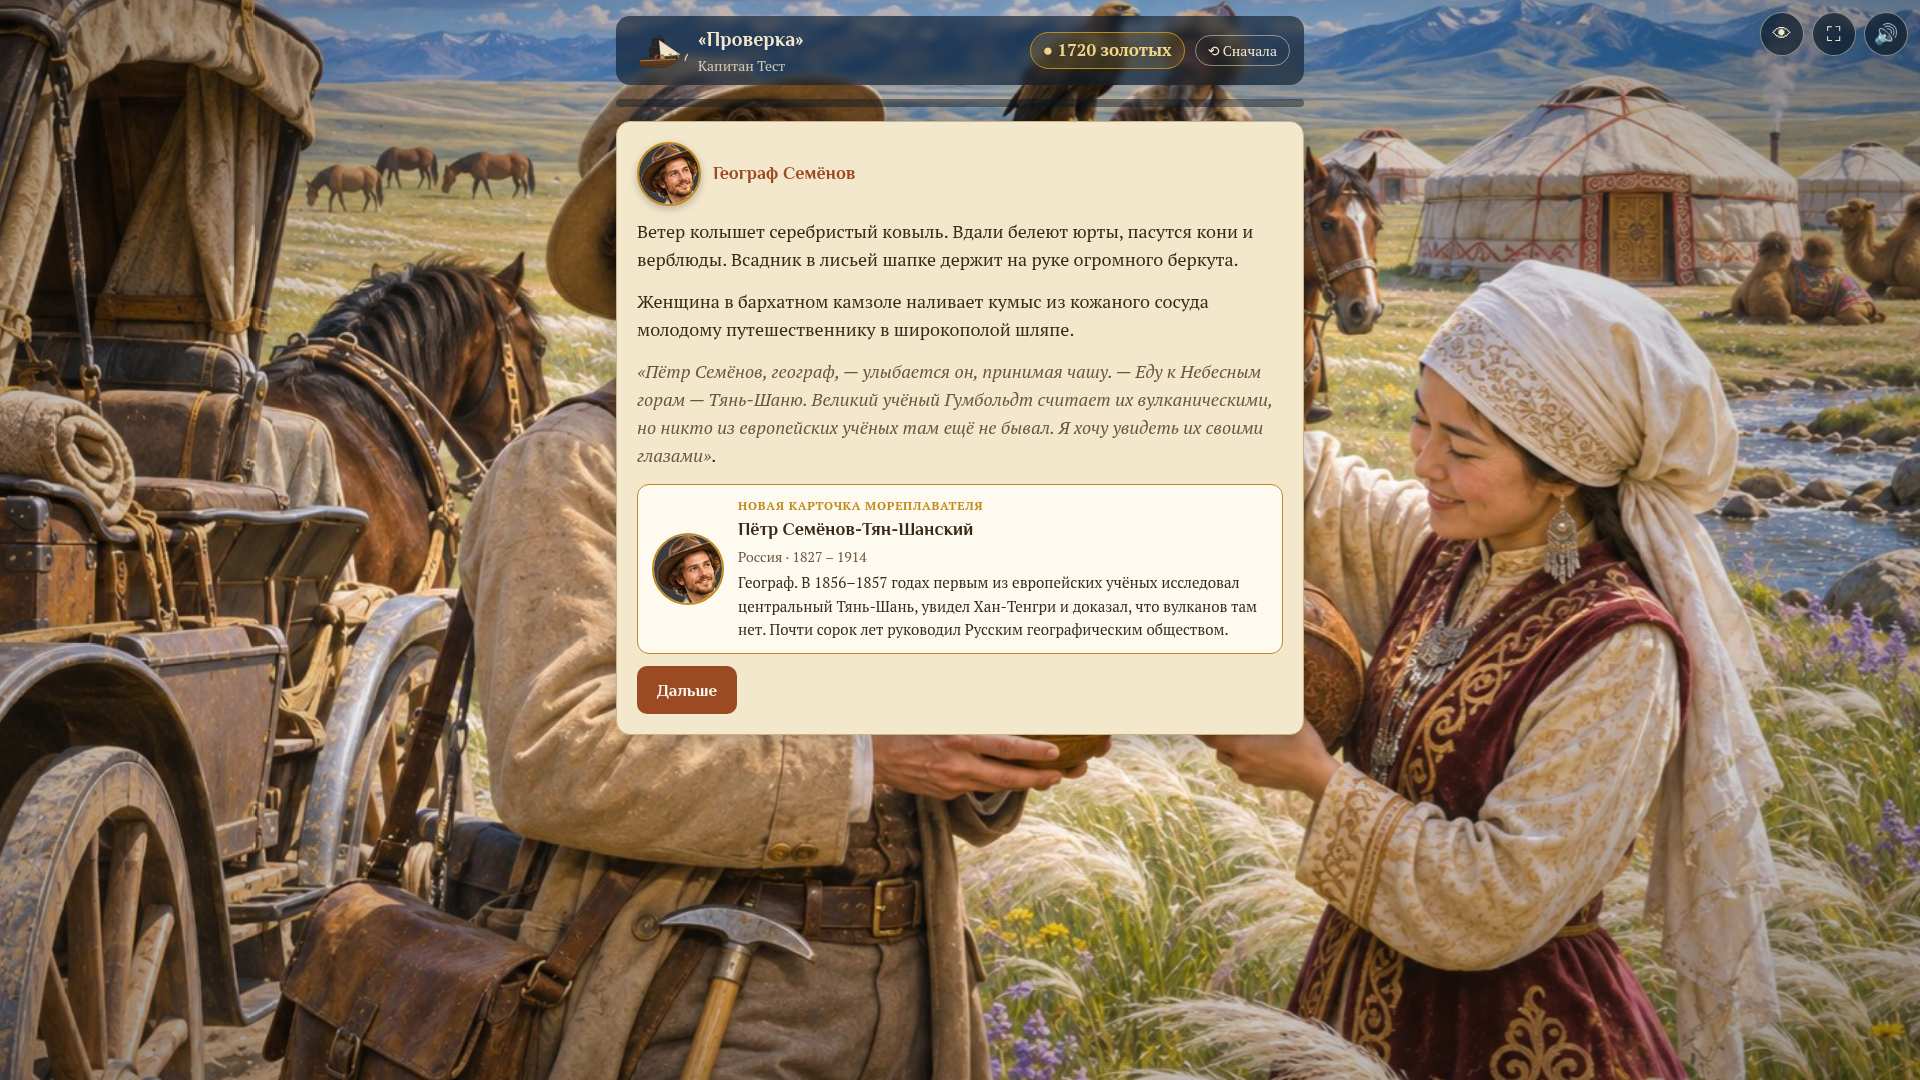 «Проверка»
Капитан Тест
● 1720 золотых
⟲ Сначала
Географ Семёнов
Ветер колышет серебристый ковыль. Вдали белеют юрты, пасутся кони и
верблюды. Всадник в лисьей шапке держит на руке огромного беркута.
Женщина в бархатном камзоле наливает кумыс из кожаного сосуда
молодому путешественнику в широкополой шляпе.
«Пётр Семёнов, географ, — улыбается он, принимая чашу. — Еду к Небесным
горам — Тянь-Шаню. Великий учёный Гумбольдт считает их вулканическими,
но никто из европейских учёных там ещё не бывал. Я хочу увидеть их своими
глазами».
НОВАЯ КАРТОЧКА МОРЕПЛАВАТЕЛЯ
Пётр Семёнов-Тян-Шанский
Россия · 1827 – 1914
Географ. В 1856–1857 годах первым из европейских учёных исследовал
центральный Тянь-Шань, увидел Хан-Тенгри и доказал, что вулканов там
нет. Почти сорок лет руководил Русским географическим обществом.
Дальше